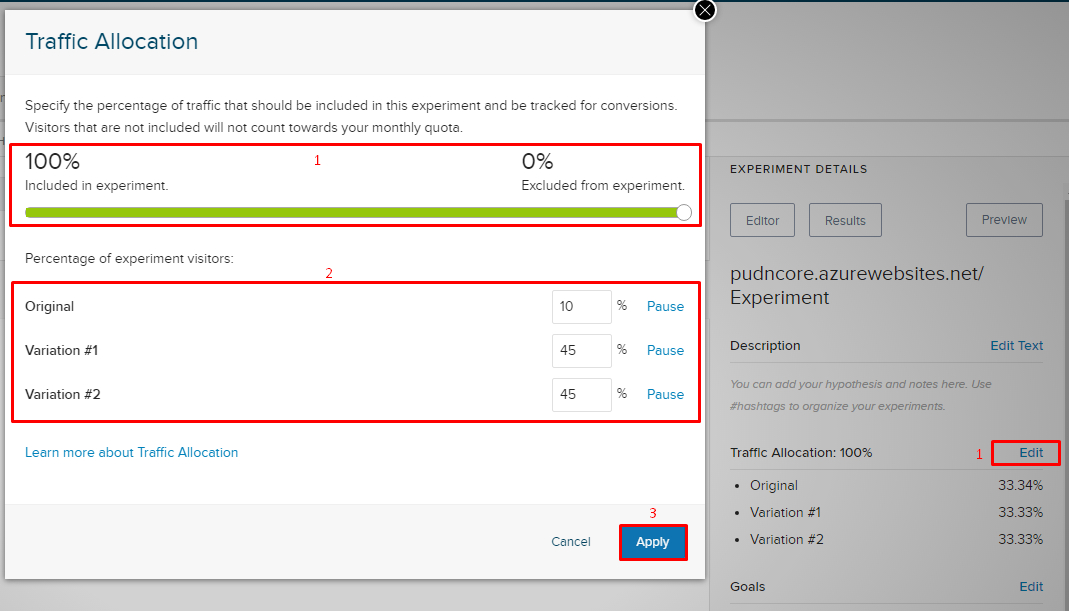 Traffic Allocation
Specify the percentage of traffic that should be included in this experiment and be tracked for conversions.
Visitors that are not included will not count towards your monthly quota.
100% 1 0%
Included in experiment. Excluded from experiment.
Percentage of experiment visitors:
2
Original 10 % Pause
Variation #1 45 % Pause
Variation #2 45 % Pause
Learn more about Traffic Allocation
3
Cancel Apply
EXPERIMENT DETAILS
Editor Results Preview
pudncore.azurewebsites.net/
Experiment
Description Edit Text
You can add your hypothesis and notes here. Use
#hashtags to organize your experiments.
Traffic Allocation: 100% 1 Edit
• Original 33.34%
• Variation #1 33.33%
• Variation #2 33.33%
Goals Edit